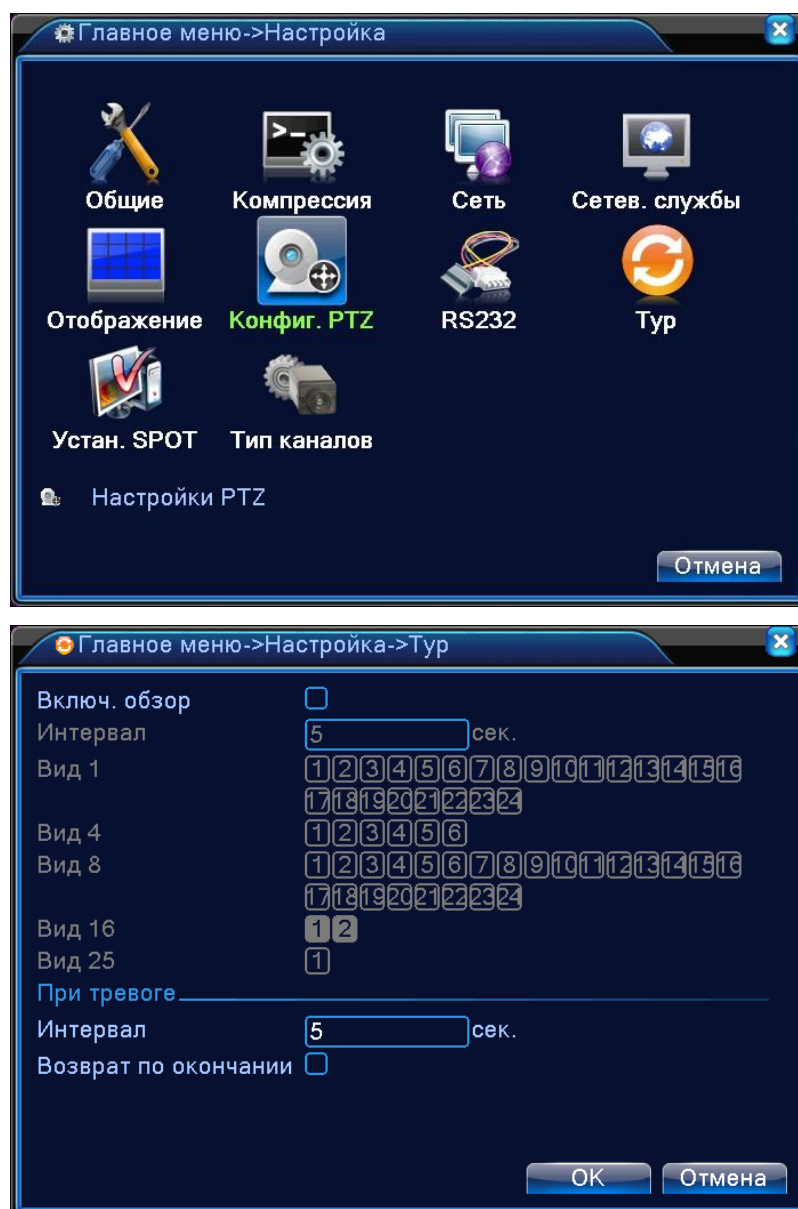 Главное меню->Настройка
Общие Компрессия Сеть Сетев. службы
Отображение Конфиг. PTZ RS232 Тур
Устан. SPOT Тип каналов
Настройки PTZ
Отмена
Главное меню->Настройка->Тур
Включ. обзор
Интервал 5 сек.
Вид 1 1 2 3 4 5 6 7 8 9 10 11 12 13 14 15 16
17 18 19 20 21 22 23 24
Вид 4 1 2 3 4 5 6
Вид 8 1 2 3 4 5 6 7 8 9 10 11 12 13 14 15 16
17 18 19 20 21 22 23 24
Вид 16 1 2
Вид 25 1
При тревоге
Интервал 5 сек.
Возврат по окончании
OK Отмена